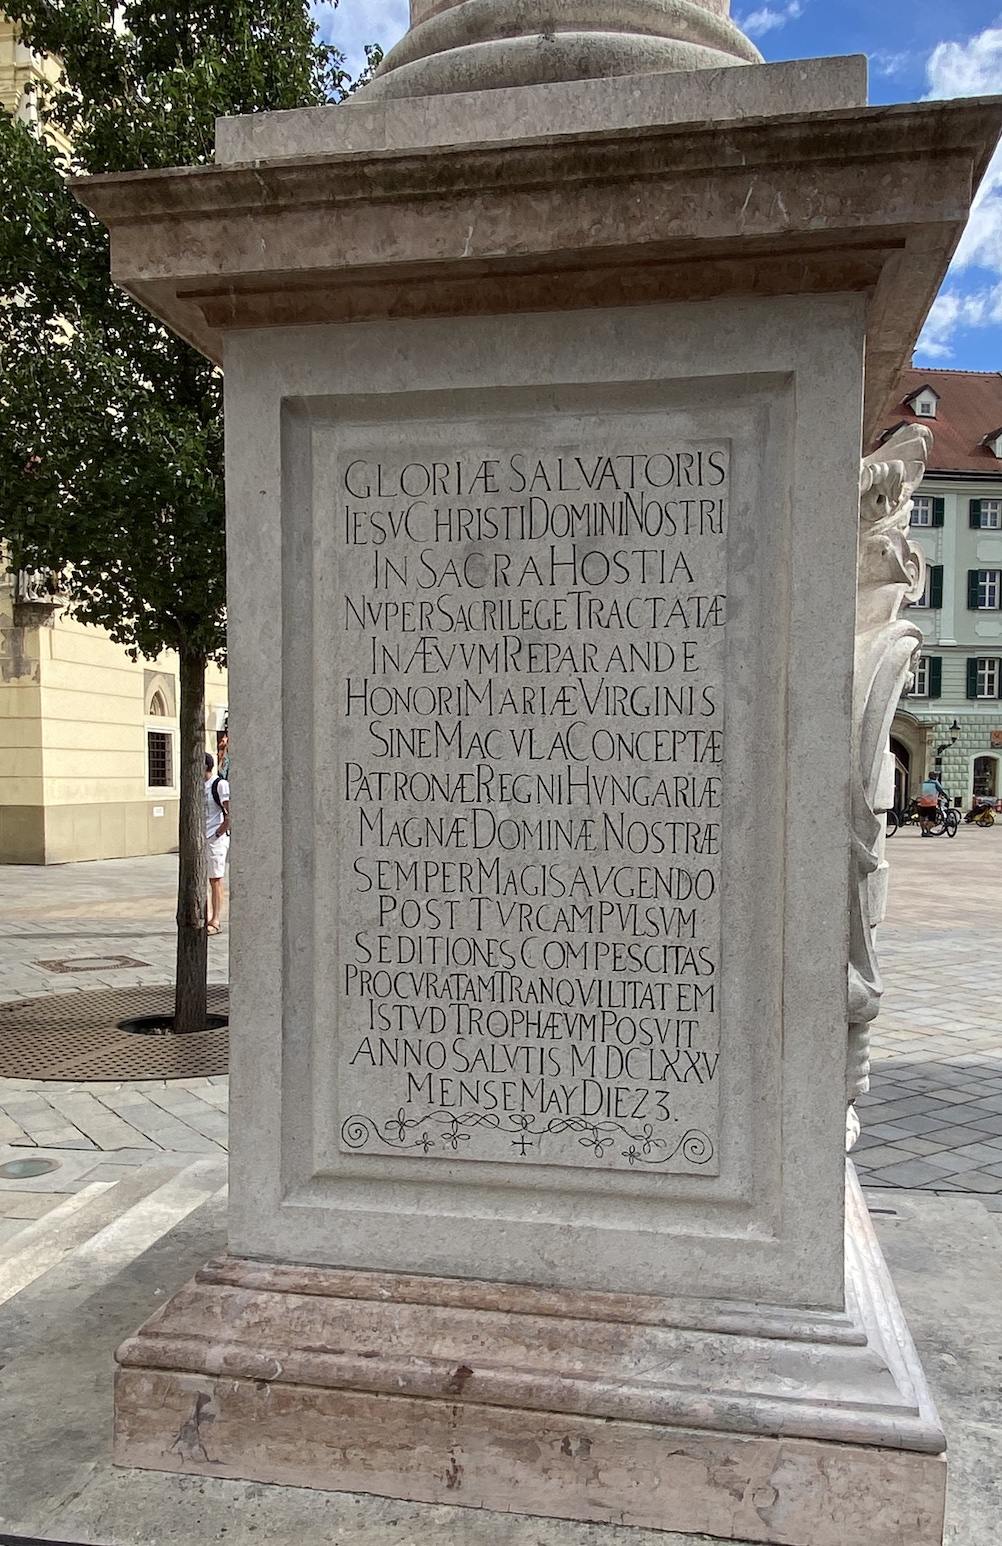 GLORIÆ SALVATORIS
IESV CHRISTI DOMINI NOSTRI
IN SACRA HOSTIA
NVPER SACRILEGE TRACTATÆ
IN ÆVVM REPARANDE
HONORI MARIÆ VIRGINIS
SINE MACVLA CONCEPTÆ
PATRONÆ REGNI HVNGARIÆ
MAGNÆ DOMINÆ NOSTRÆ
SEMPER MAGIS AVGENDO
POST TVRCAM PVLSVM
SEDITIONES COMPESCITAS
PROCVRATAM TRANQVILITATEM
ISTVD TROPHÆVM POSVIT
ANNO SALVTIS MDCLXXV
MENSE MAY DIE 23.